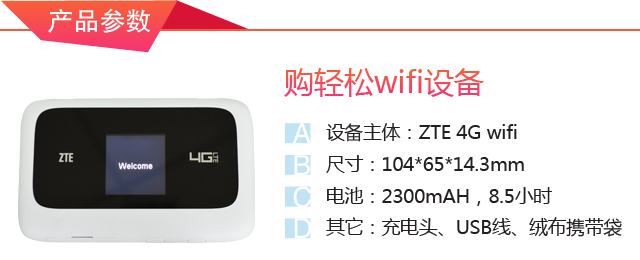 产品参数
购轻松wifi设备
A 设备主体：ZTE 4G wifi
B 尺寸：104*65*14.3mm
C 电池：2300mAH，8.5小时
D 其它：充电头、USB线、绒布携带袋
ZTE
Welcome
4G LTE